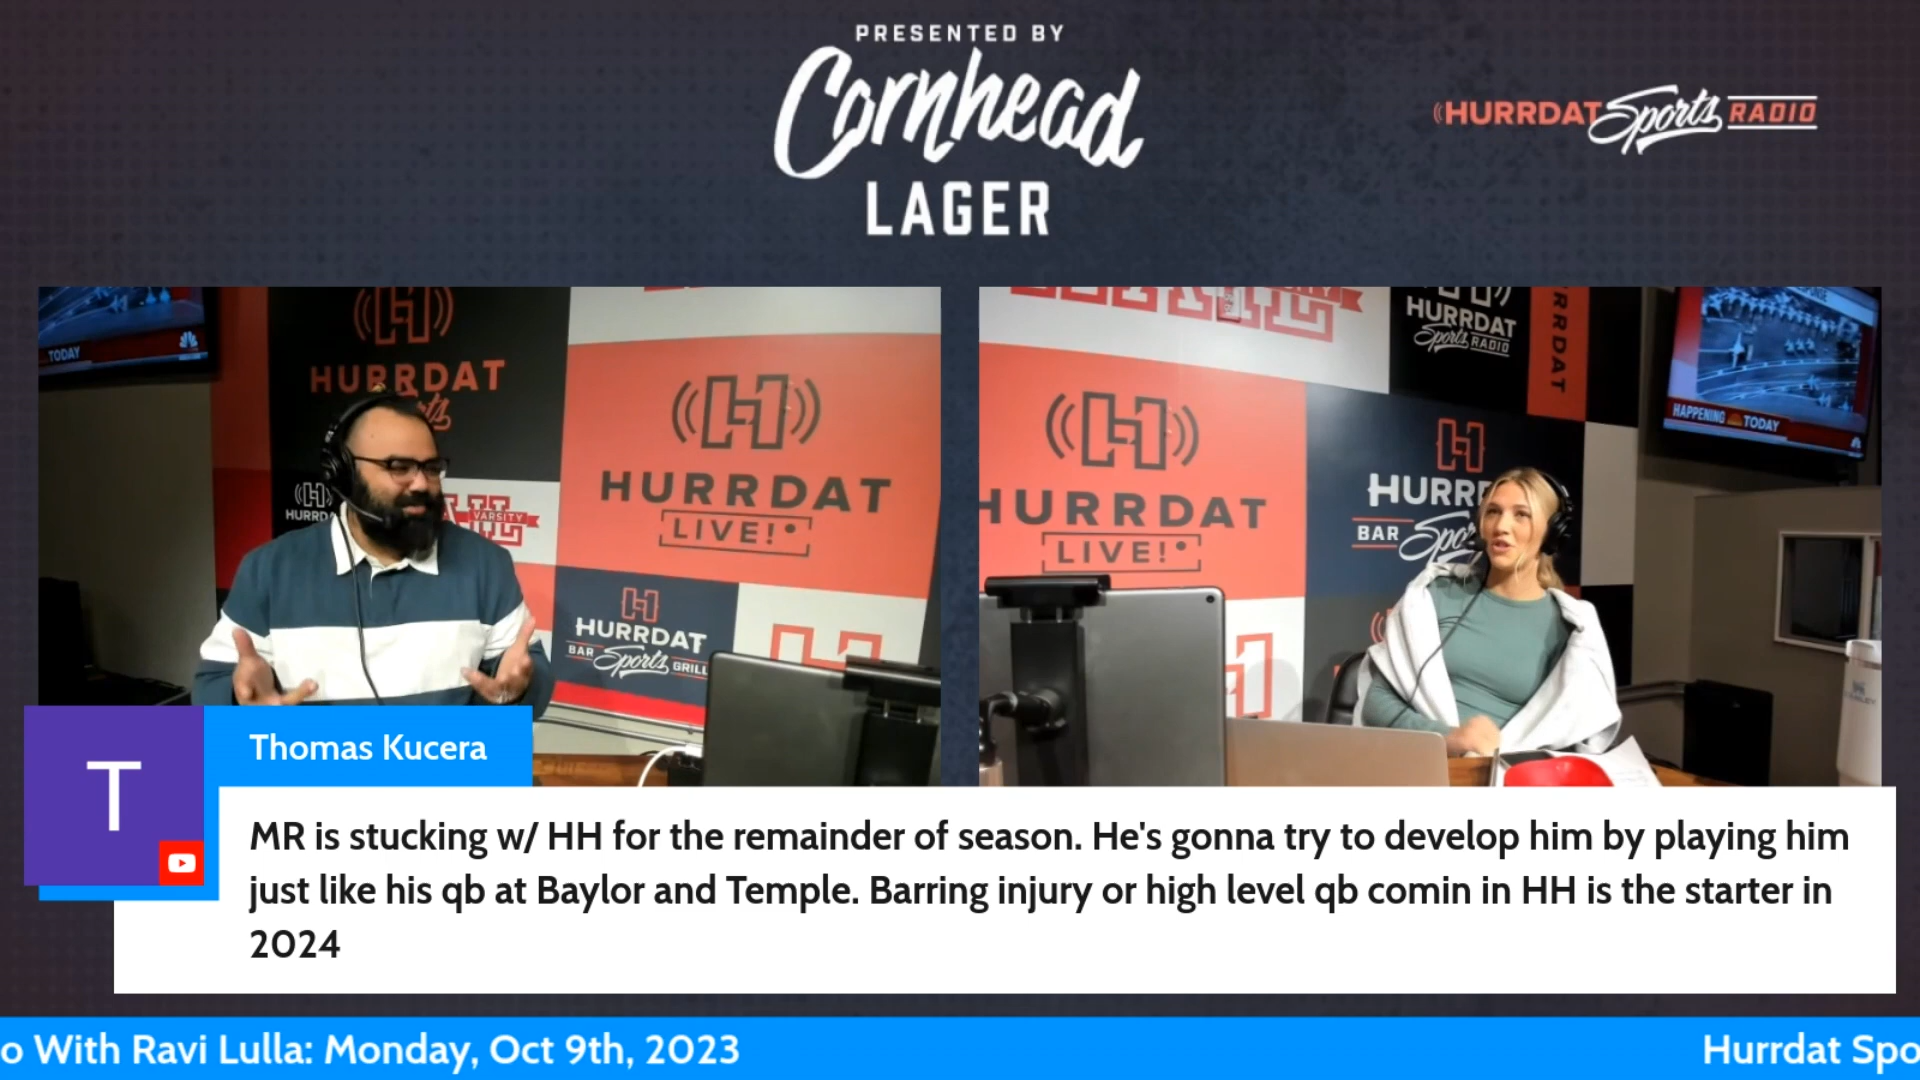 PRESENTED BY
Cornhead
LAGER
HURRDAT Sports RADIO
TODAY
HURRDAT
HURRDAT
LIVE!
VARSITY
HURRDAT
BAR Sports GRILL
HURRDAT
Sports RADIO
HAPPENING TODAY
HURRDAT
LIVE!
BAR
T
Thomas Kucera
MR is stucking w/ HH for the remainder of season. He's gonna try to develop him by playing him
just like his qb at Baylor and Temple. Barring injury or high level qb comin in HH is the starter in
2024
o With Ravi Lulla: Monday, Oct 9th, 2023
Hurrdat Spo